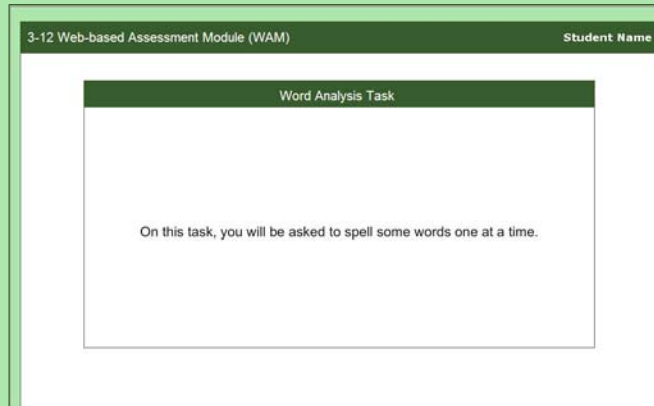 3-12 Web-based Assessment Module (WAM) Student Name
Word Analysis Task
On this task, you will be asked to spell some words one at a time.